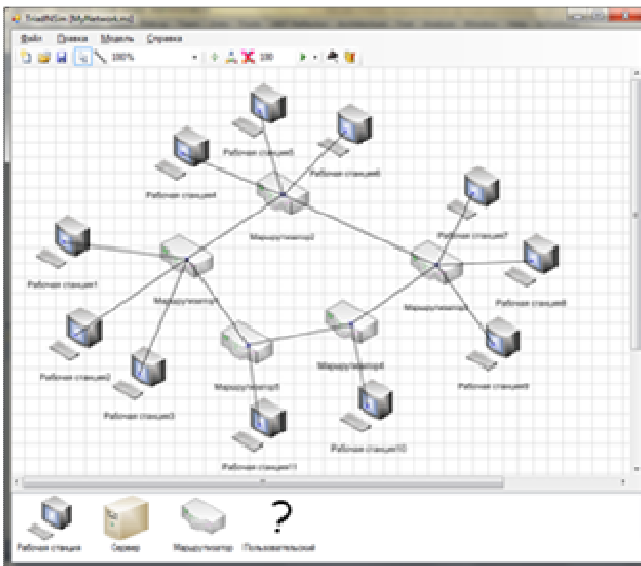 TriadNSim [MyNetwork.ns]
Файл Правка Модель Справка
100% 100
Рабочая станция5
Рабочая станция6
Рабочая станция4
Маршрутизатор2
Рабочая станция7
Рабочая станция1
Маршрутизатор1
Маршрутизатор3
Рабочая станция8
Рабочая станция2
Маршрутизатор5
Маршрутизатор4
Рабочая станция9
Рабочая станция3
Рабочая станция10
Рабочая станция11
Рабочая станция Сервер Маршрутизатор ? Пользовательский